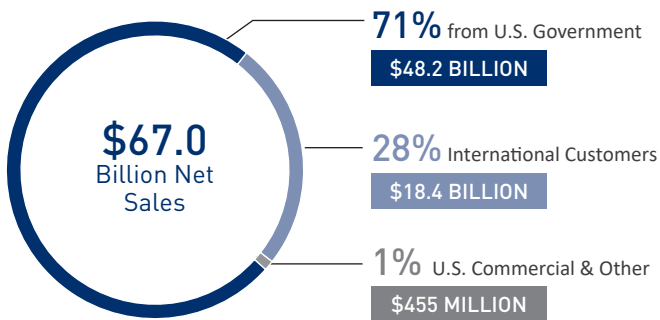 $67.0
Billion Net
Sales
71% from U.S. Government
$48.2 BILLION
28% International Customers
$18.4 BILLION
1% U.S. Commercial & Other
$455 MILLION